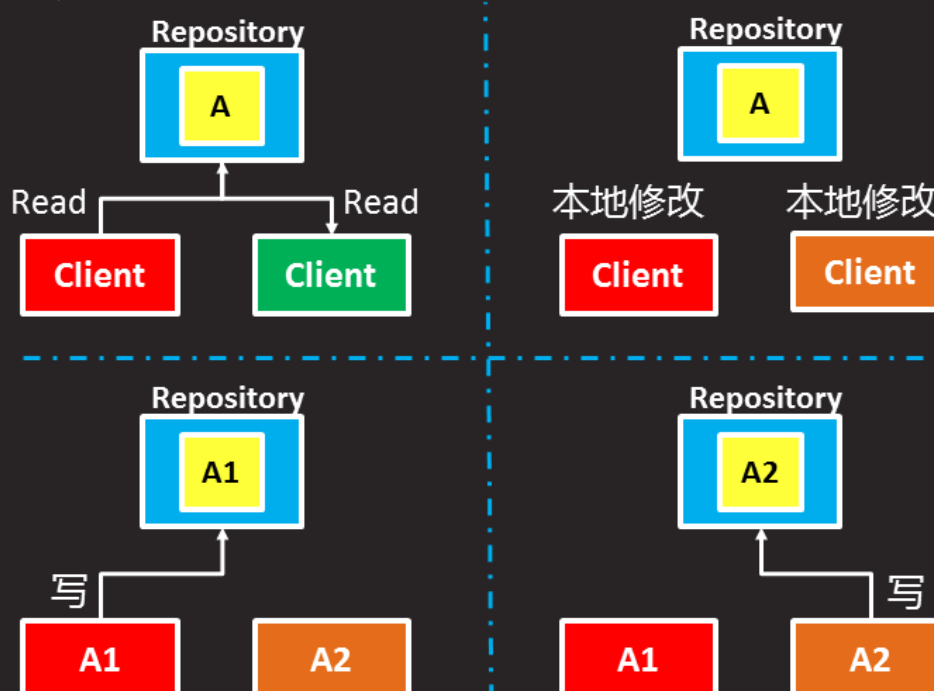 Repository
A
Read
Read
Client
Client
Repository
A
本地修改
本地修改
Client
Client
Repository
A1
写
A1
A2
Repository
A2
写
A1
A2